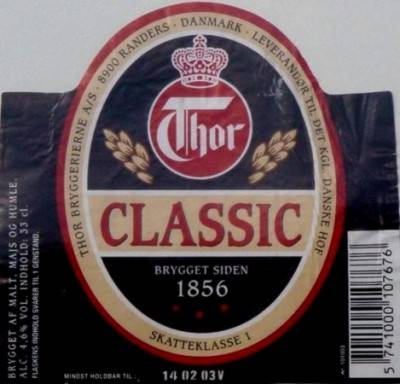 THOR BRYGGERIERNE A/S · 8900 RANDERS · DANMARK · LEVERANDØR TIL DET KGL. DANSKE HOF
Thor
CLASSIC
BRYGGET SIDEN
1856
SKATTEKLASSE 1
BRYGGET AF MALT, MAJS OG HUMLE.
ALC. 4,6% VOL. INDHOLD: 33 cl.
FLASKENS INDHOLD SVARER TIL 1 GENSTAND.
MINDST HOLDBAR TIL:
14 02 03V
5 741000 107676